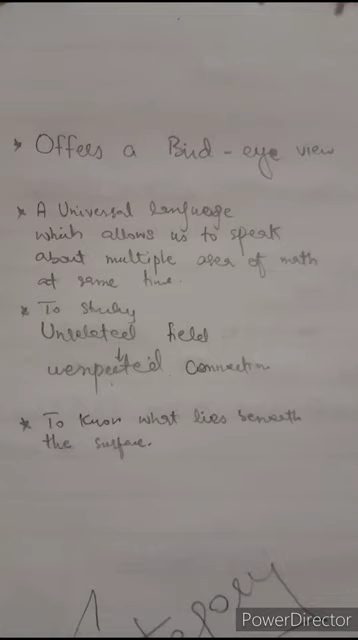 * Offers a Bird-eye view
* A Universal language
which allows us to speak
about multiple area of math
at same time.
* To Study
Unrelated field
↓
unexpected connection
* To Know what lies beneath
the surface.
PowerDirector